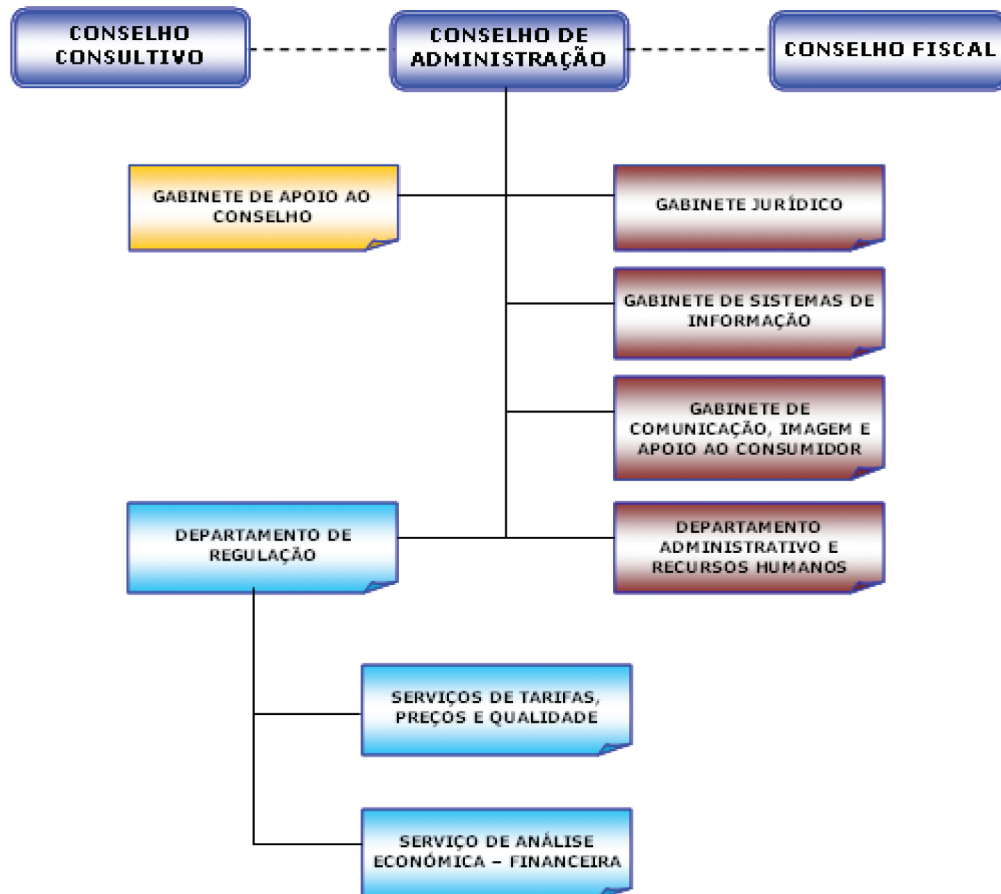 CONSELHO
CONSULTIVO
CONSELHO DE
ADMINISTRAÇÃO
CONSELHO FISCAL
GABINETE DE APOIO AO
CONSELHO
GABINETE JURÍDICO
GABINETE DE SISTEMAS DE
INFORMAÇÃO
GABINETE DE
COMUNICAÇÃO, IMAGEM E
APOIO AO CONSUMIDOR
DEPARTAMENTO DE
REGULAÇÃO
DEPARTAMENTO
ADMINISTRATIVO E
RECURSOS HUMANOS
SERVIÇOS DE TARIFAS,
PREÇOS E QUALIDADE
SERVIÇO DE ANÁLISE
ECONÓMICA – FINANCEIRA